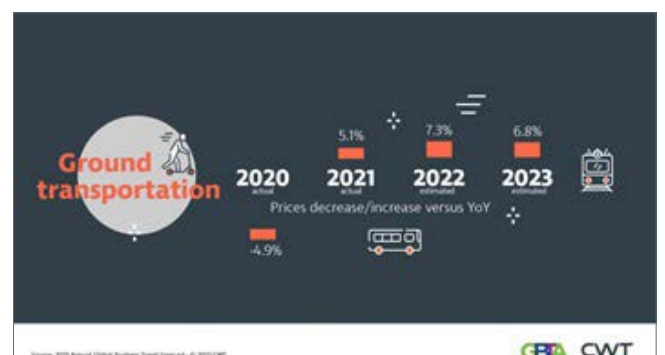 Ground
transportation
5.1%
7.3%
6.8%
2020
actual
2021
actual
2022
estimated
2023
estimated
Prices decrease/increase versus YoY
-4.9%
GBTA CWT